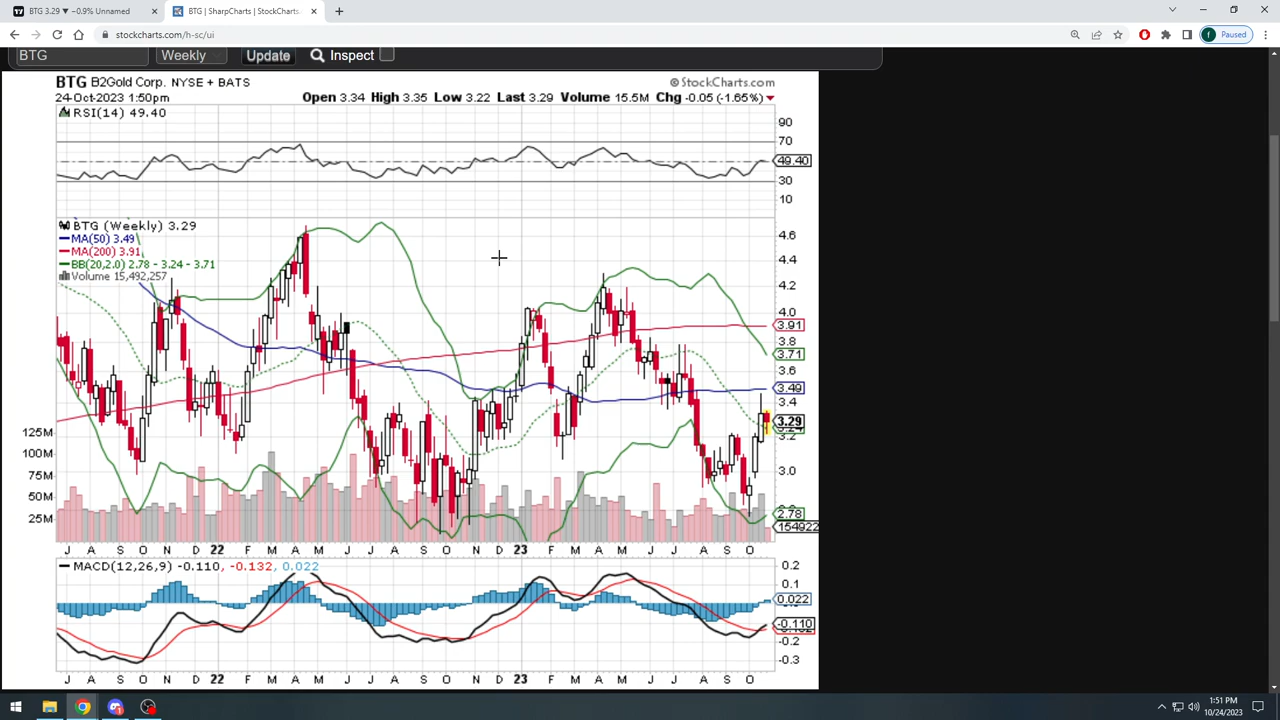 BTG 3.29 ▼ −0.9% Unnamed
BTG | SharpCharts | StockCharts.
stockcharts.com/h-sc/ui
Paused
BTG Weekly Update Inspect
BTG B2Gold Corp. NYSE + BATS © StockCharts.com
24-Oct-2023 1:50pm Open 3.34 High 3.35 Low 3.22 Last 3.29 Volume 15.5M Chg -0.05 (-1.65%)
RSI(14) 49.40
90
70
49.40
30
10
BTG (Weekly) 3.29
MA(50) 3.49
MA(200) 3.91
BB(20,2.0) 2.78 - 3.24 - 3.71
Volume 15,492,257
4.6
4.4
4.2
4.0
3.91
3.8
3.71
3.6
3.49
3.4
3.29
3.24
3.2
3.0
2.78
154922
125M
100M
75M
50M
25M
J A S O N D 22 F M A M J J A S O N D 23 F M A M J J A S O
MACD(12,26,9) -0.110, -0.132, 0.022
0.2
0.1
0.022
-0.110
-0.2
-0.3
J A S O N D 22 F M A M J J A S O N D 23 F M A M J J A S O
1:51 PM
10/24/2023